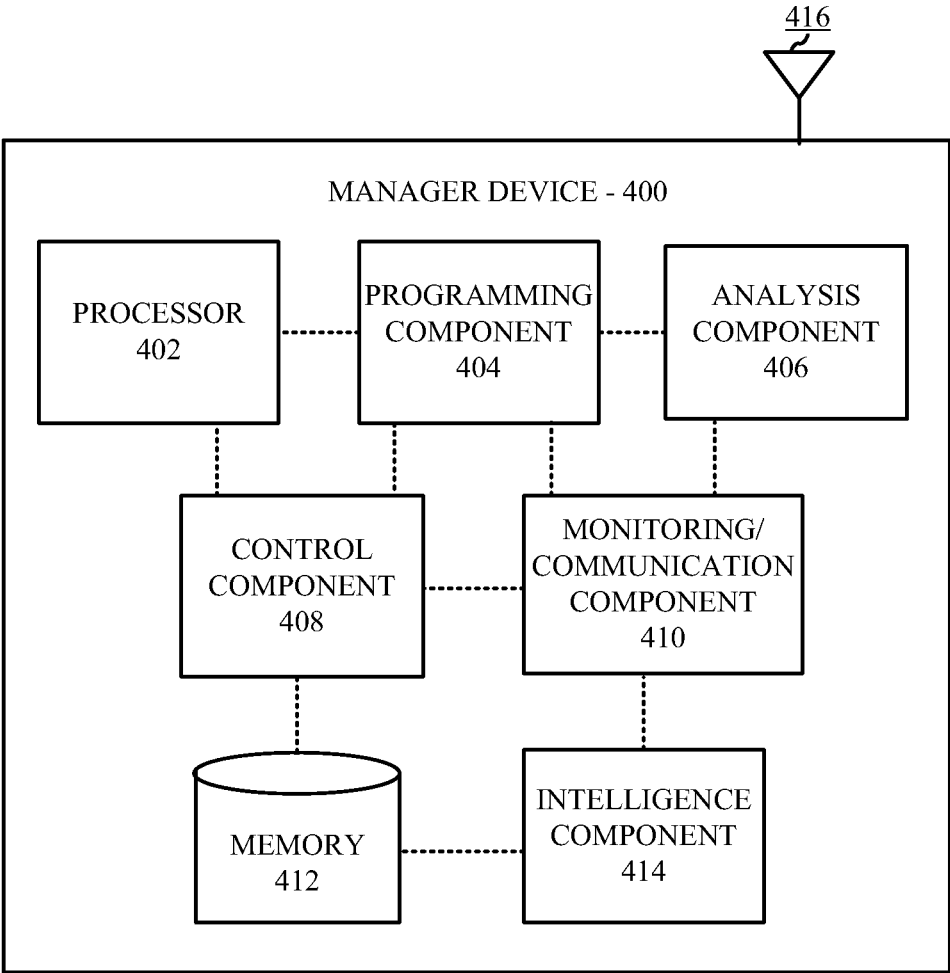 416
MANAGER DEVICE - 400
PROCESSOR
402
PROGRAMMING
COMPONENT
404
ANALYSIS
COMPONENT
406
CONTROL
COMPONENT
408
MONITORING/
COMMUNICATION
COMPONENT
410
MEMORY
412
INTELLIGENCE
COMPONENT
414